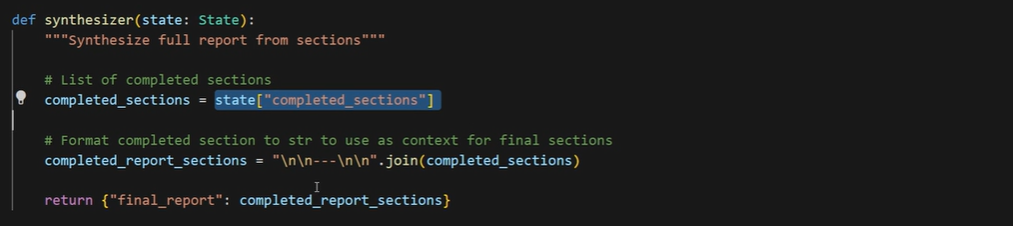 def synthesizer(state: State):
    """Synthesize full report from sections"""
    # List of completed sections
    completed_sections = state["completed_sections"]
    # Format completed section to str to use as context for final sections
    completed_report_sections = "\n\n---\n\n".join(completed_sections)
    return {"final_report": completed_report_sections}